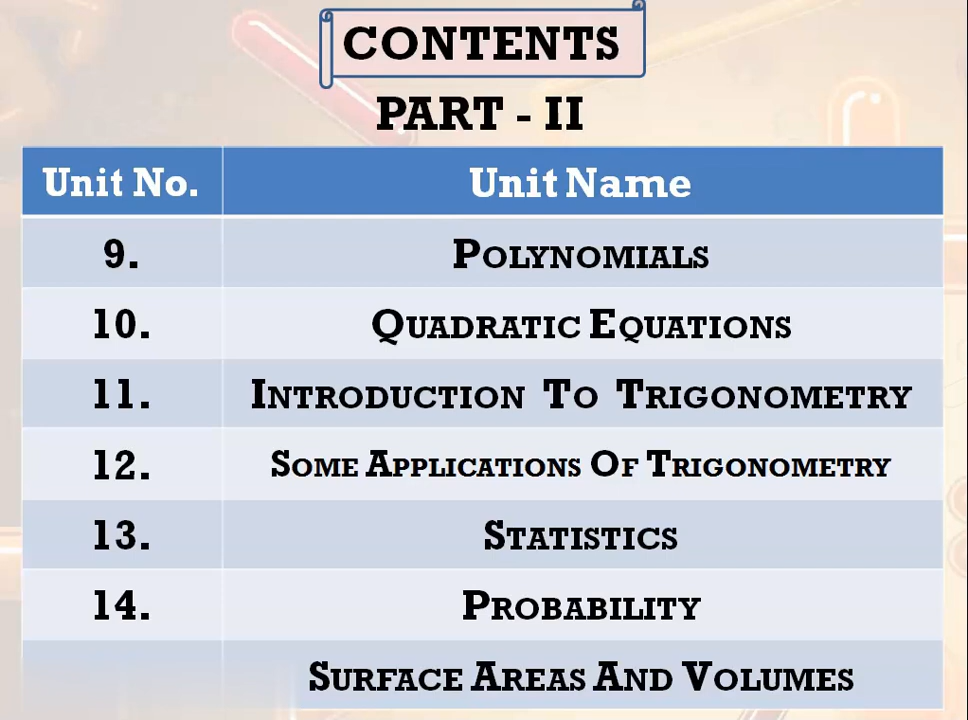 CONTENTS
PART - II
Unit No. Unit Name
9. POLYNOMIALS
10. QUADRATIC EQUATIONS
11. INTRODUCTION TO TRIGONOMETRY
12. SOME APPLICATIONS OF TRIGONOMETRY
13. STATISTICS
14. PROBABILITY
SURFACE AREAS AND VOLUMES